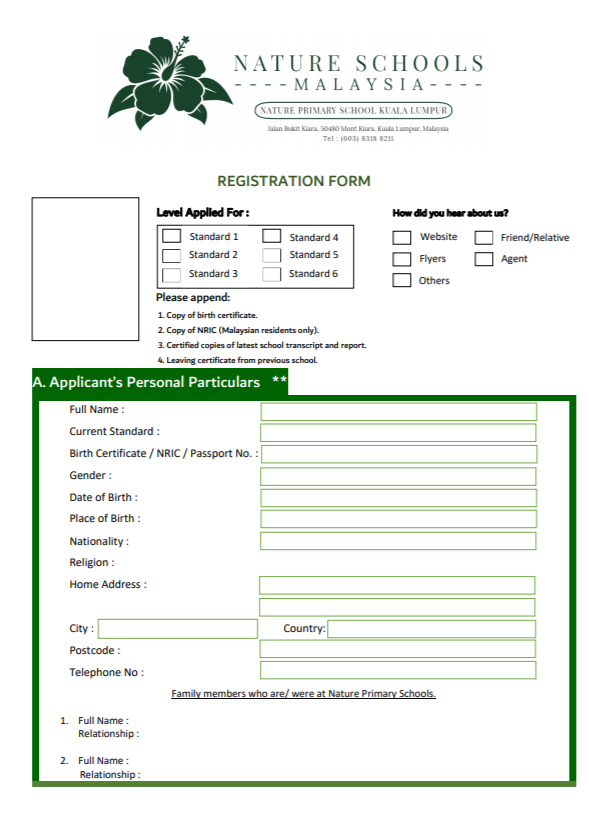 NATURE SCHOOLS
- - - - MALAYSIA - - - -
NATURE PRIMARY SCHOOL KUALA LUMPUR
Jalan Bukit Kiara, 50480 Mont Kiara, Kuala Lumpur, Malaysia
Tel : (603) 8318 8211
REGISTRATION FORM
Level Applied For :
Standard 1 Standard 4
Standard 2 Standard 5
Standard 3 Standard 6
How did you hear about us?
Website Friend/Relative
Flyers Agent
Others
Please append:
1. Copy of birth certificate.
2. Copy of NRIC (Malaysian residents only).
3. Certified copies of latest school transcript and report.
4. Leaving certificate from previous school.
A. Applicant's Personal Particulars **
Full Name :
Current Standard :
Birth Certificate / NRIC / Passport No. :
Gender :
Date of Birth :
Place of Birth :
Nationality :
Religion :
Home Address :
City : Country:
Postcode :
Telephone No :
Family members who are/ were at Nature Primary Schools.
1. Full Name :
Relationship :
2. Full Name :
Relationship :